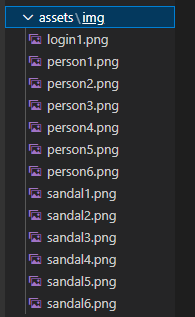 assets\img
login1.png
person1.png
person2.png
person3.png
person4.png
person5.png
person6.png
sandal1.png
sandal2.png
sandal3.png
sandal4.png
sandal5.png
sandal6.png